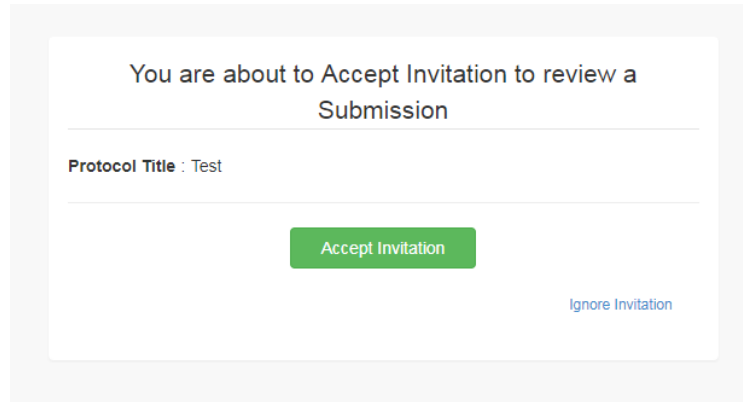 You are about to Accept Invitation to review a
Submission
Protocol Title : Test
Accept Invitation
Ignore Invitation